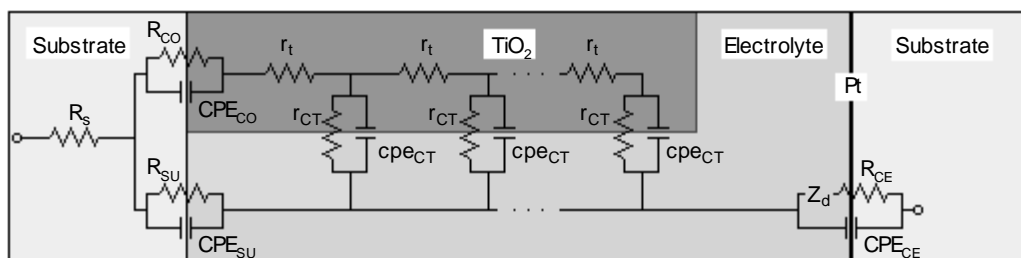 Substrate
R_CO
r_t
r_t
TiO₂
r_t
Electrolyte
Substrate
CPE_CO
Pt
R_s
r_CT
cpe_CT
r_CT
cpe_CT
r_CT
cpe_CT
R_SU
CPE_SU
Z_d
R_CE
CPE_CE